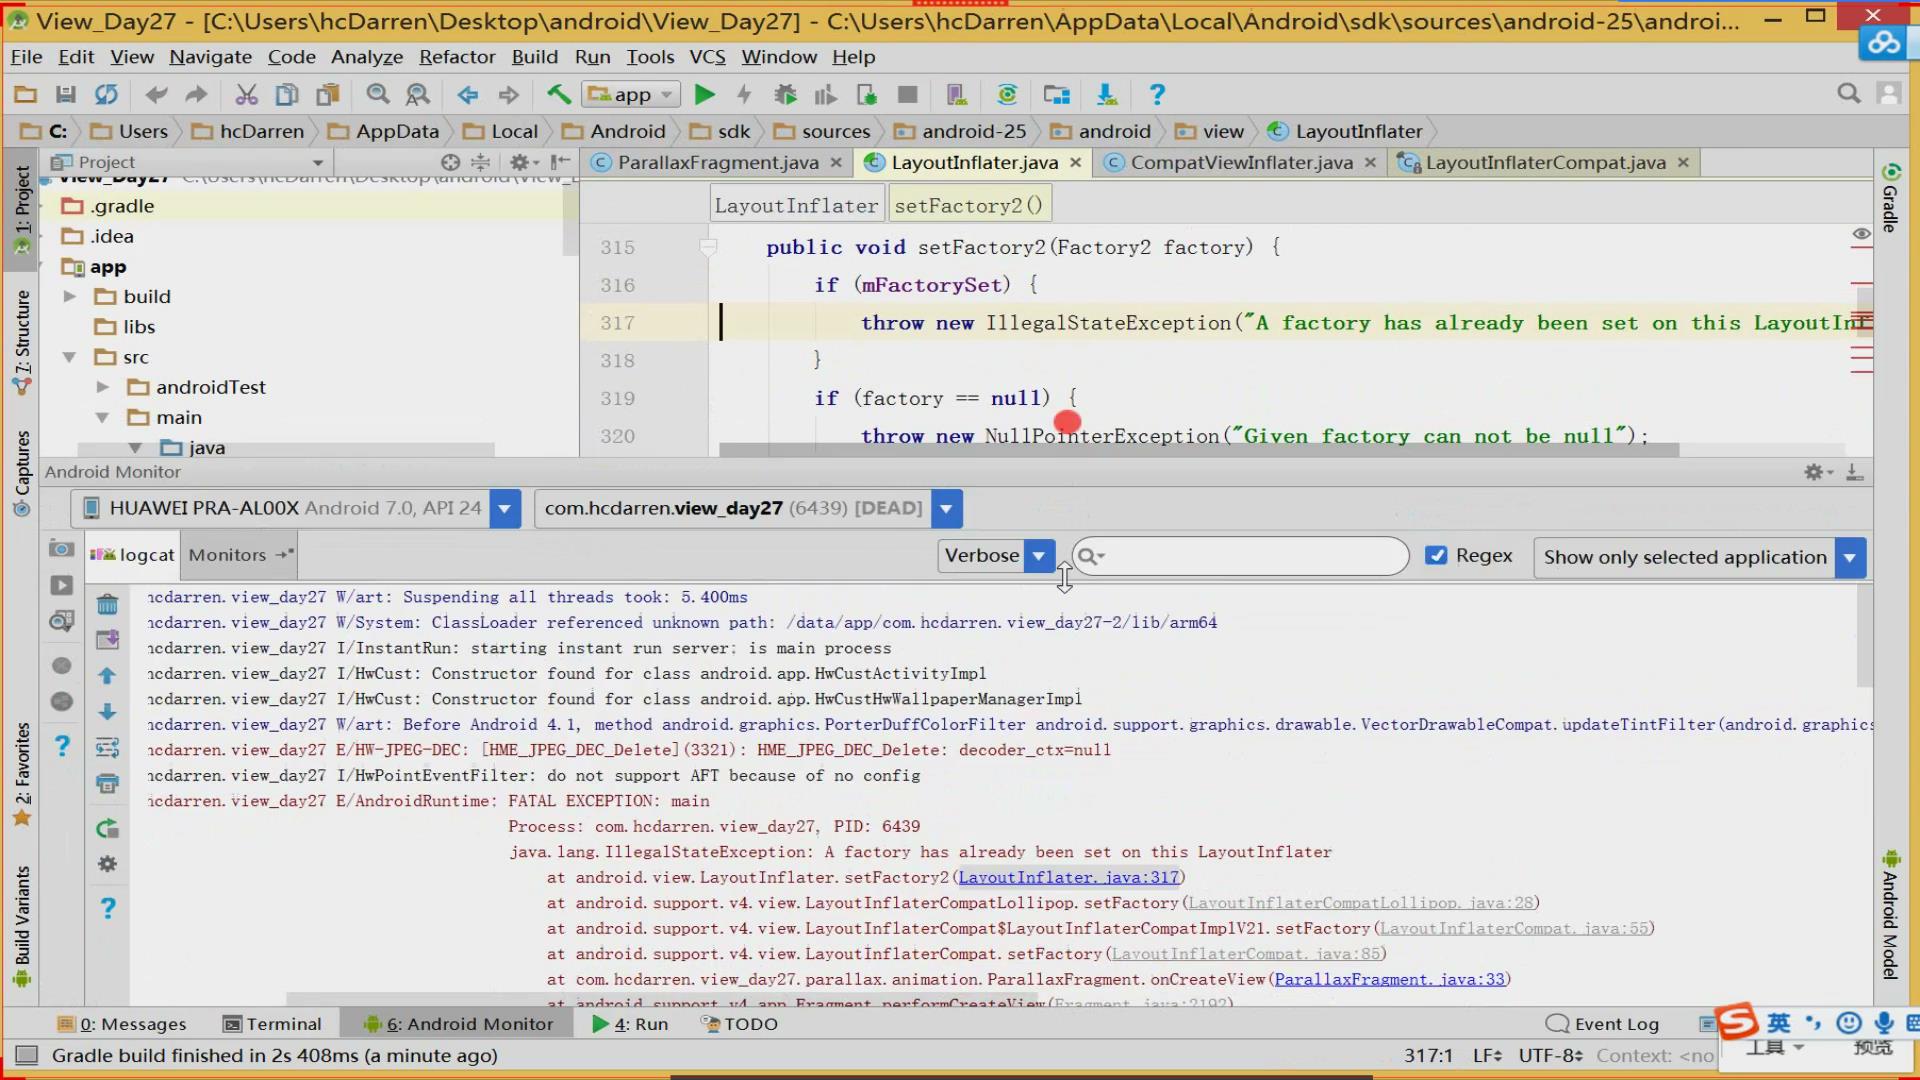 View_Day27 - [C:\Users\hcDarren\Desktop\android\View_Day27] - C:\Users\hcDarren\AppData\Local\Android\sdk\sources\android-25\androi...
File Edit View Navigate Code Analyze Refactor Build Run Tools VCS Window Help
app
C: Users hcDarren AppData Local Android sdk sources android-25 android view LayoutInflater
Project
ParallaxFragment.java LayoutInflater.java CompatViewInflater.java LayoutInflaterCompat.java
LayoutInflater setFactory2()
.gradle
.idea
app
build
libs
src
androidTest
main
java
315 public void setFactory2(Factory2 factory) {
316 if (mFactorySet) {
317 throw new IllegalStateException("A factory has already been set on this LayoutInf
318 }
319 if (factory == null) {
320 throw new NullPointerException("Given factory can not be null");
1: Project
7: Structure
Captures
2: Favorites
Build Variants
Gradle
Android Model
Android Monitor
HUAWEI PRA-AL00X Android 7.0, API 24 com.hcdarren.view_day27 (6439) [DEAD]
logcat Monitors Verbose Regex Show only selected application
hcdarren.view_day27 W/art: Suspending all threads took: 5.400ms
hcdarren.view_day27 W/System: ClassLoader referenced unknown path: /data/app/com.hcdarren.view_day27-2/lib/arm64
hcdarren.view_day27 I/InstantRun: starting instant run server: is main process
hcdarren.view_day27 I/HwCust: Constructor found for class android.app.HwCustActivityImpl
hcdarren.view_day27 I/HwCust: Constructor found for class android.app.HwCustHwWallpaperManagerImpl
hcdarren.view_day27 W/art: Before Android 4.1, method android.graphics.PorterDuffColorFilter android.support.graphics.drawable.VectorDrawableCompat.updateTintFilter(android.graphics
hcdarren.view_day27 E/HW-JPEG-DEC: [HME_JPEG_DEC_Delete](3321): HME_JPEG_DEC_Delete: decoder_ctx=null
hcdarren.view_day27 I/HwPointEventFilter: do not support AFT because of no config
hcdarren.view_day27 E/AndroidRuntime: FATAL EXCEPTION: main
Process: com.hcdarren.view_day27, PID: 6439
java.lang.IllegalStateException: A factory has already been set on this LayoutInflater
at android.view.LayoutInflater.setFactory2(LayoutInflater.java:317)
at android.support.v4.view.LayoutInflaterCompatLollipop.setFactory(LayoutInflaterCompatLollipop.java:28)
at android.support.v4.view.LayoutInflaterCompat$LayoutInflaterCompatImplV21.setFactory(LayoutInflaterCompat.java:55)
at android.support.v4.view.LayoutInflaterCompat.setFactory(LayoutInflaterCompat.java:85)
at com.hcdarren.view_day27.parallax.animation.ParallaxFragment.onCreateView(ParallaxFragment.java:33)
at android.support.v4.app.Fragment.performCreateView(Fragment.java:2192)
0: Messages Terminal 6: Android Monitor 4: Run TODO Event Log
英
Gradle build finished in 2s 408ms (a minute ago) 317:1 LF UTF-8 Context: <no
工具 预览